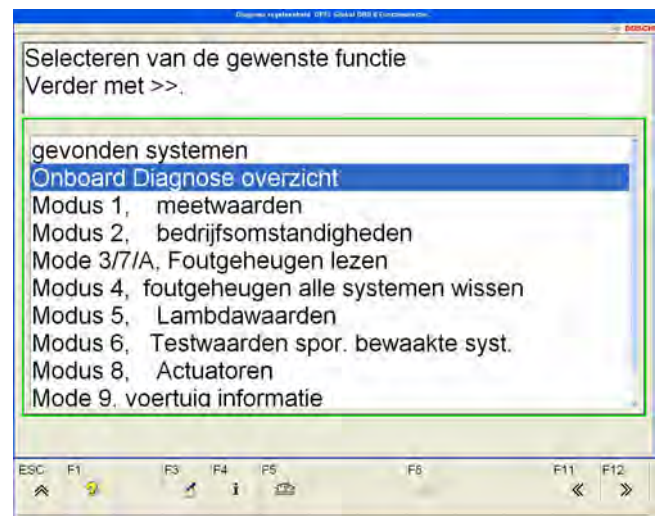 Selecteren van de gewenste functie
Verder met >>.
gevonden systemen
Onboard Diagnose overzicht
Modus 1, meetwaarden
Modus 2, bedrijfsomstandigheden
Mode 3/7/A, Foutgeheugen lezen
Modus 4, foutgeheugen alle systemen wissen
Modus 5, Lambdawaarden
Modus 6, Testwaarden spor. bewaakte syst.
Modus 8, Actuatoren
Mode 9, voertuig informatie
ESC F1 F3 F4 F5 F8 F11 F12